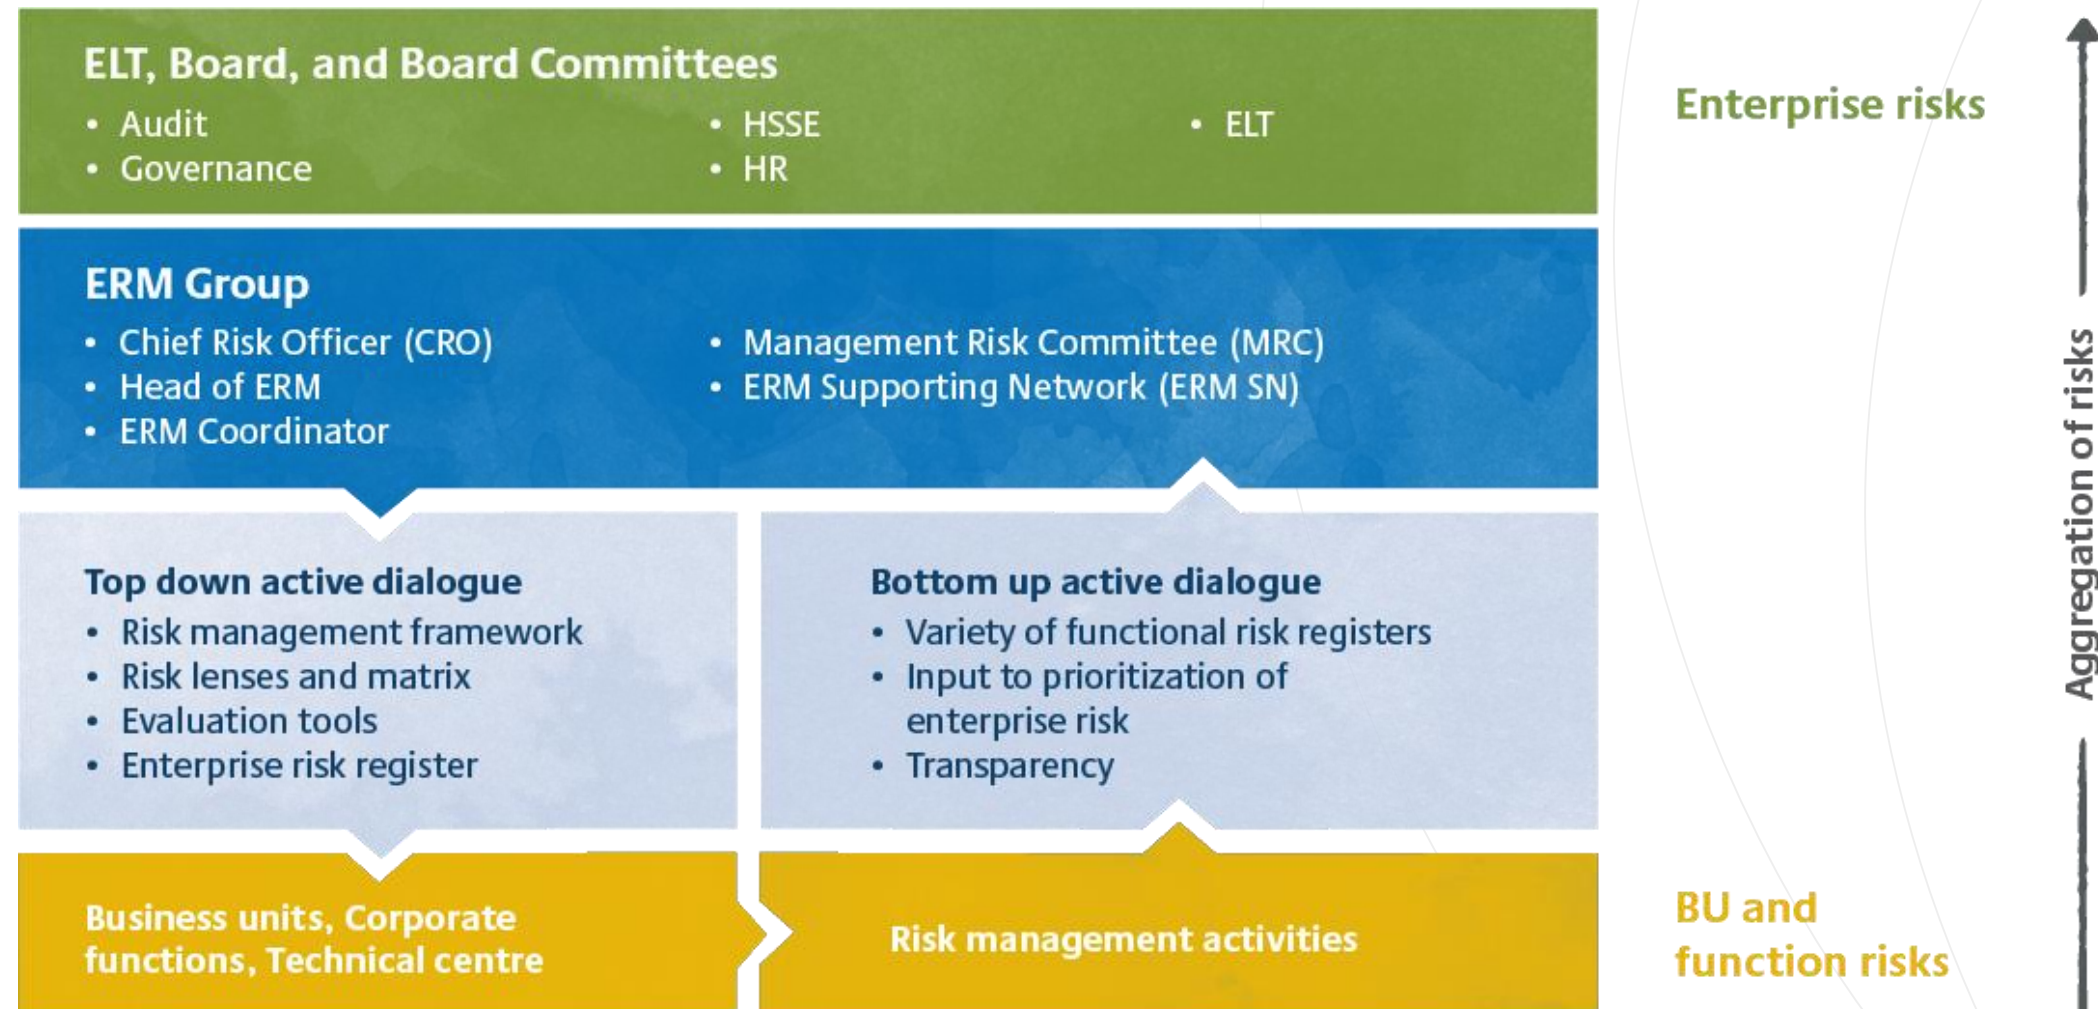 ELT, Board, and Board Committees
• Audit
• Governance
• HSSE
• HR
• ELT
Enterprise risks
ERM Group
• Chief Risk Officer (CRO)
• Head of ERM
• ERM Coordinator
• Management Risk Committee (MRC)
• ERM Supporting Network (ERM SN)
Top down active dialogue
• Risk management framework
• Risk lenses and matrix
• Evaluation tools
• Enterprise risk register
Bottom up active dialogue
• Variety of functional risk registers
• Input to prioritization of
enterprise risk
• Transparency
Business units, Corporate
functions, Technical centre
Risk management activities
BU and
function risks
Aggregation of risks